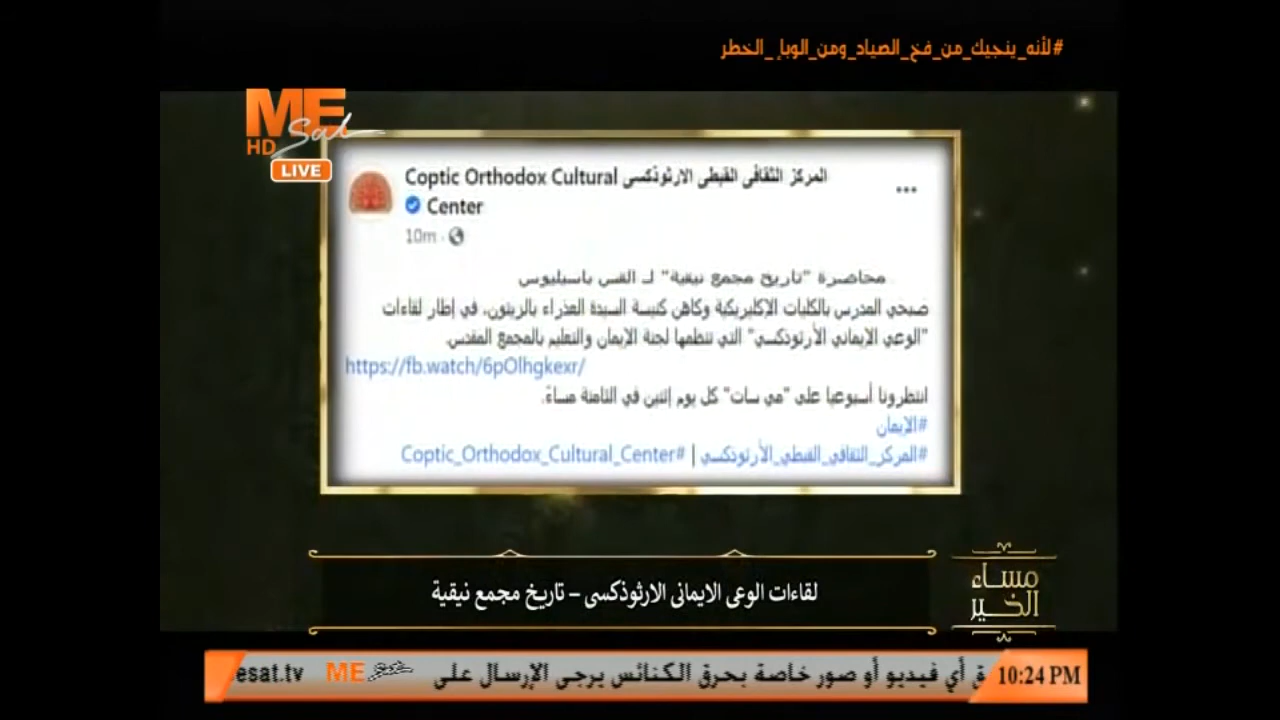 #لأنه_ينجيك_من_فخ_الصياد_ومن_الوبإ_الخطر
ME
Sat
HD
LIVE
المركز الثقافى القبطى الارثوذكسى Coptic Orthodox Cultural
Center
10m
محاضرة "تاريخ مجمع نيقية" لـ القس باسيليوس
صبحي المدرس بالكليات الإكليريكية وكاهن كنيسة السيدة العذراء بالزيتون، في إطار لقاءات
"الوعي الإيماني الأرثوذكسي" التي تنظمها لجنة الإيمان والتعليم بالمجمع المقدس.
https://fb.watch/6pOlhgkexr/
انتظرونا أسبوعيا على "مي سات" كل يوم إثنين في الثامنة مساءً.
#الإيمان
#المركز_الثقافي_القبطي_الأرثوذكسي | #Coptic_Orthodox_Cultural_Center
لقاءات الوعى الايمانى الارثوذكسى – تاريخ مجمع نيقية
مساء
الخير
ق أي فيديو أو صور خاصة بحرق الكنائس يرجى الإرسال على ME Sat esat.tv
10:24 PM